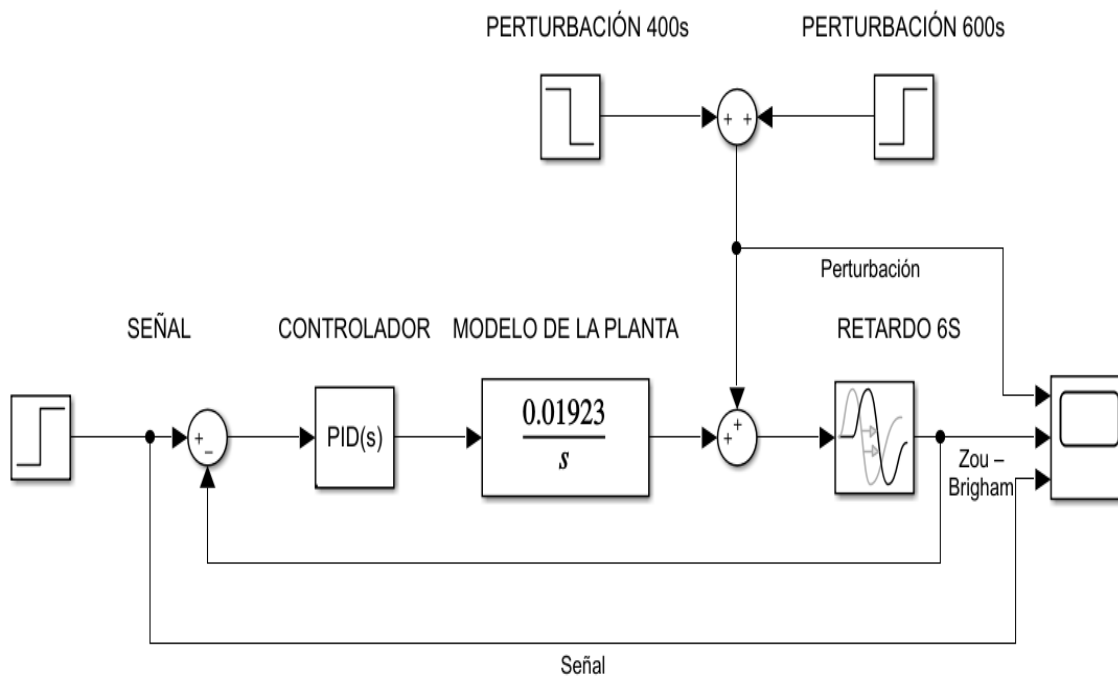 PERTURBACIÓN 400s
PERTURBACIÓN 600s
+ +
Perturbación
SEÑAL
CONTROLADOR
MODELO DE LA PLANTA
RETARDO 6S
+
−
PID(s)
0.01923
s
+
+
Zou –
Brigham
Señal